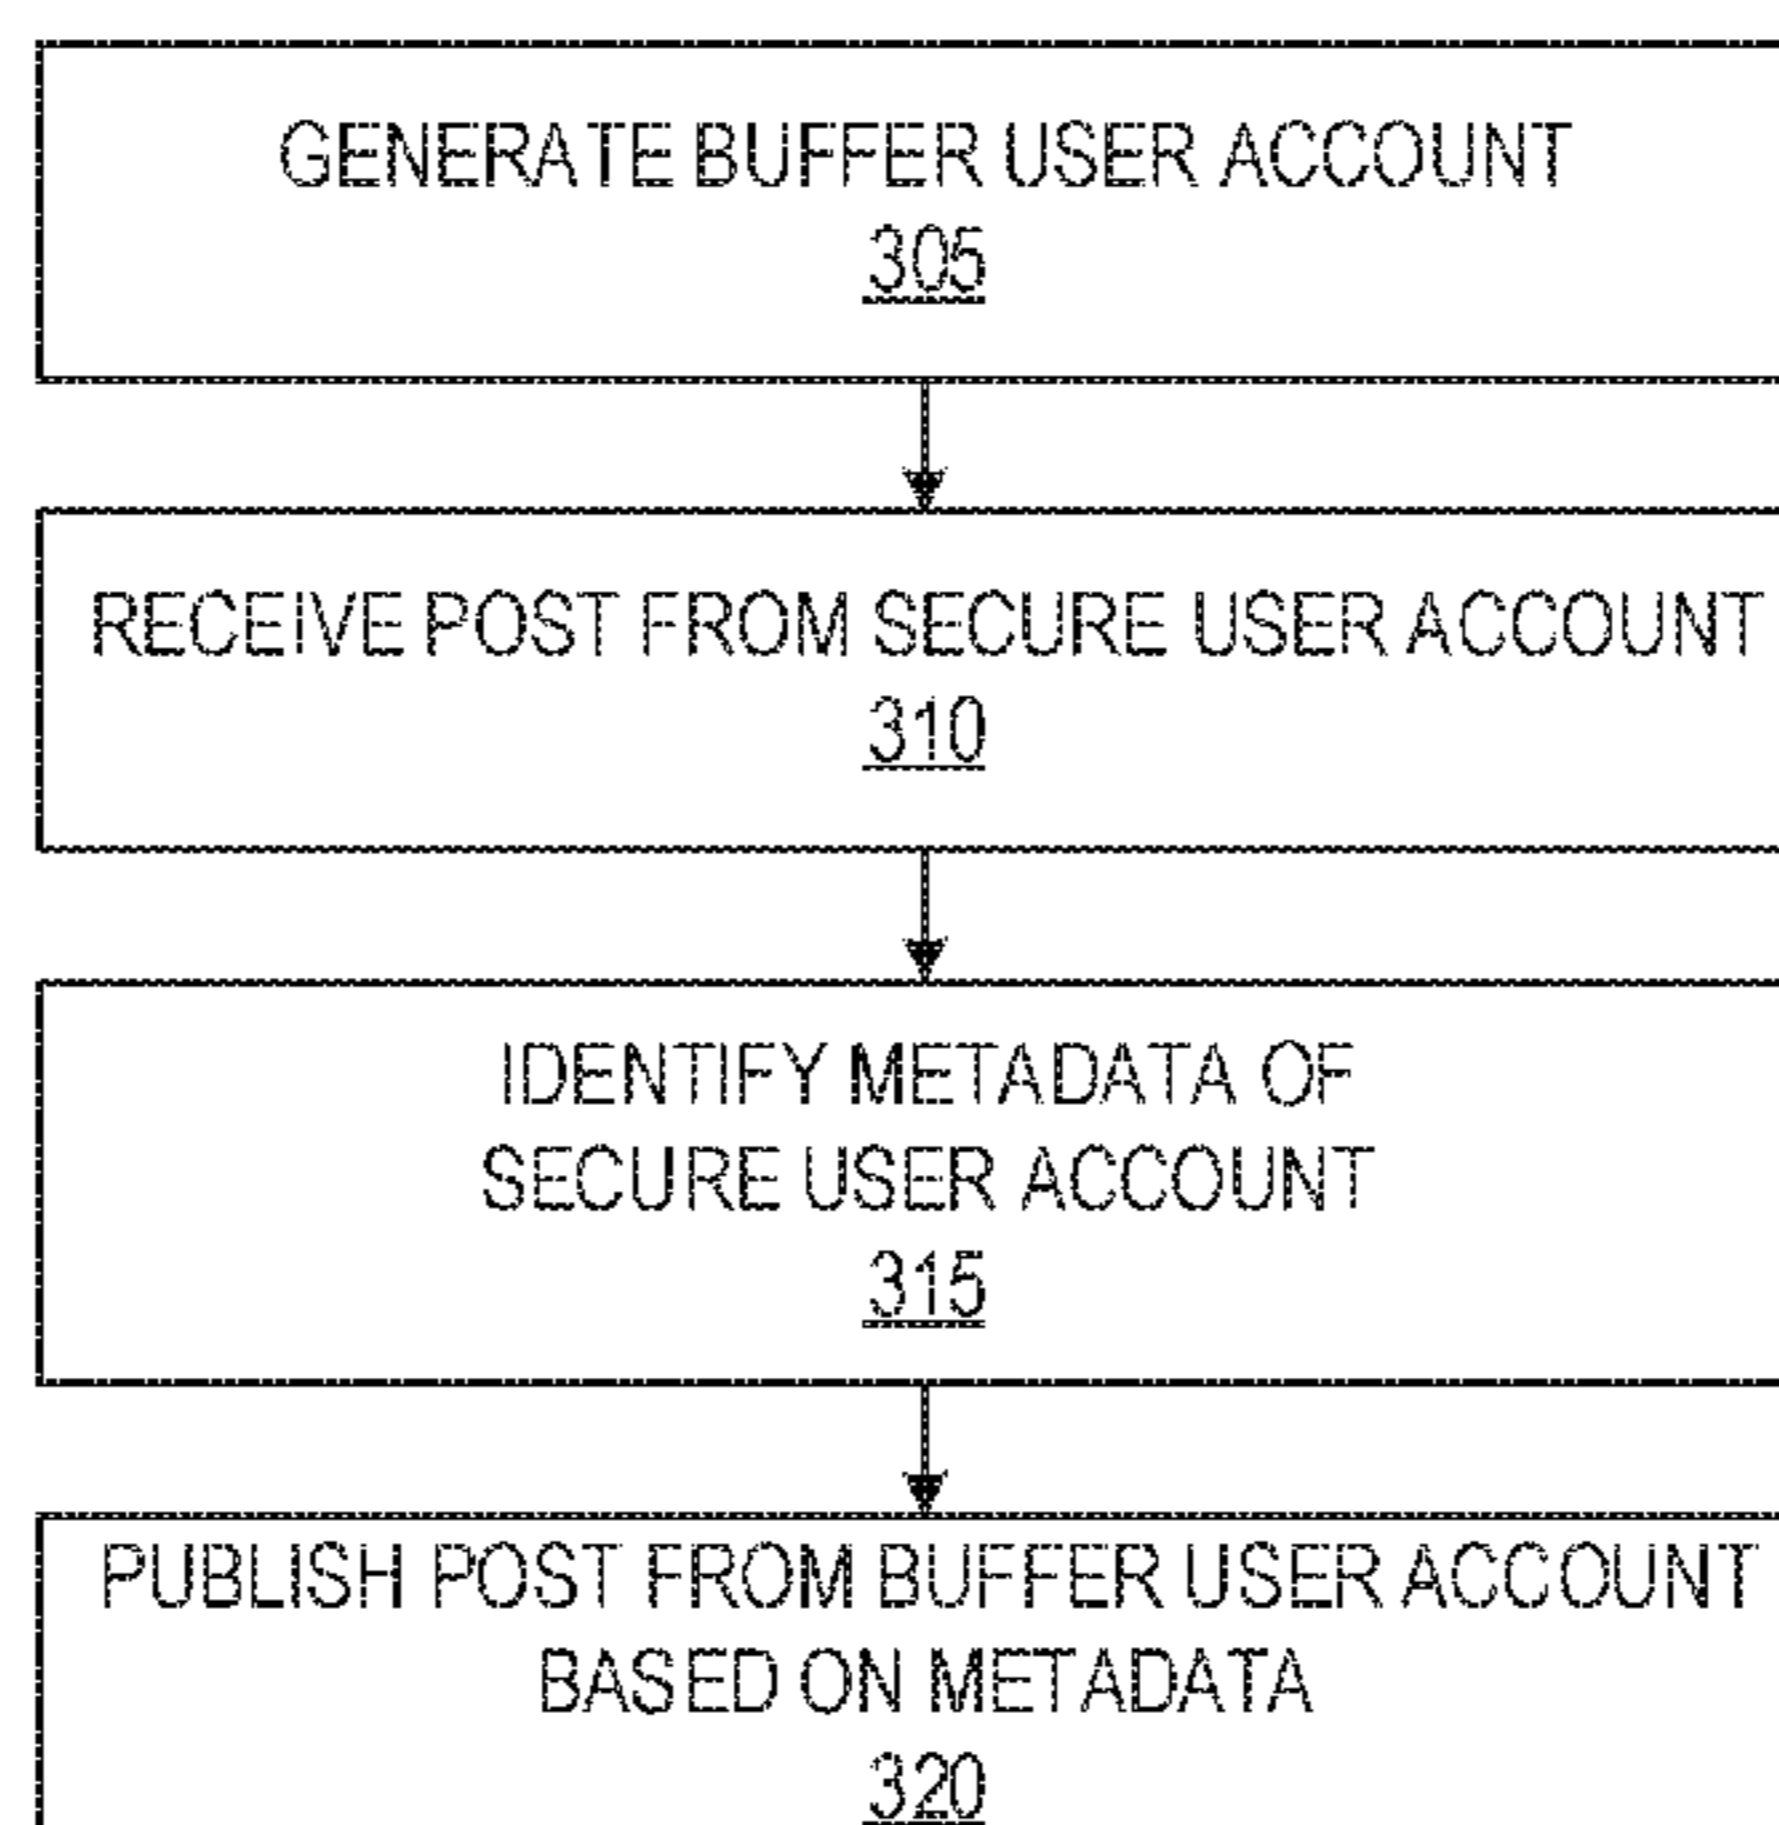 GENERATE BUFFER USER ACCOUNT
305
RECEIVE POST FROM SECURE USER ACCOUNT
310
IDENTIFY METADATA OF
SECURE USER ACCOUNT
315
PUBLISH POST FROM BUFFER USER ACCOUNT
BASED ON METADATA
320